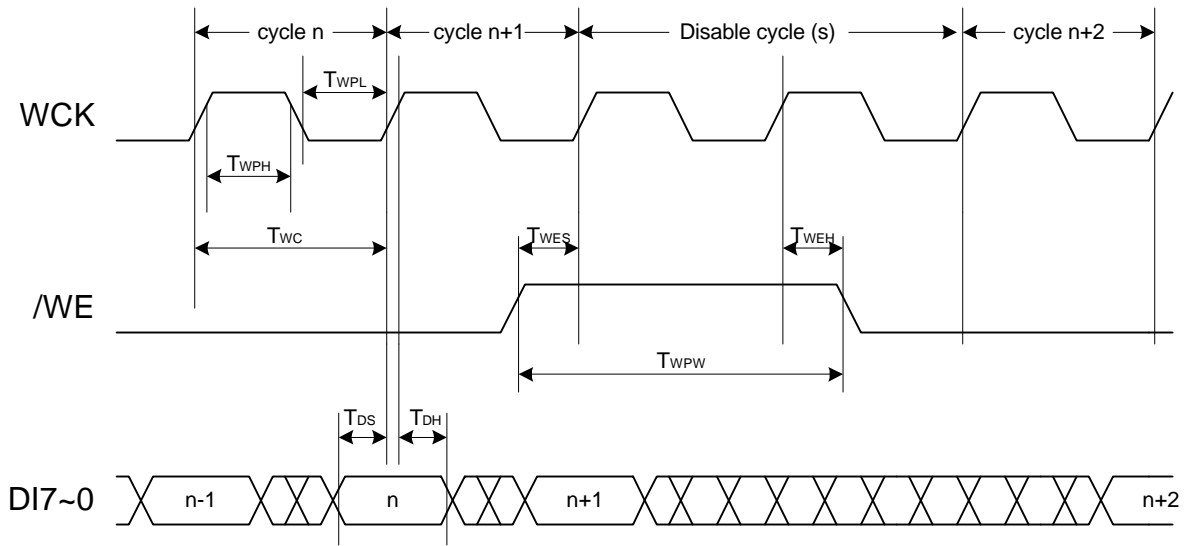 cycle n
cycle n+1
Disable cycle (s)
cycle n+2
TWPL
WCK
TWPH
TWC
TWES
TWEH
/WE
TWPW
TDS
TDH
DI7~0
n-1
n
n+1
n+2